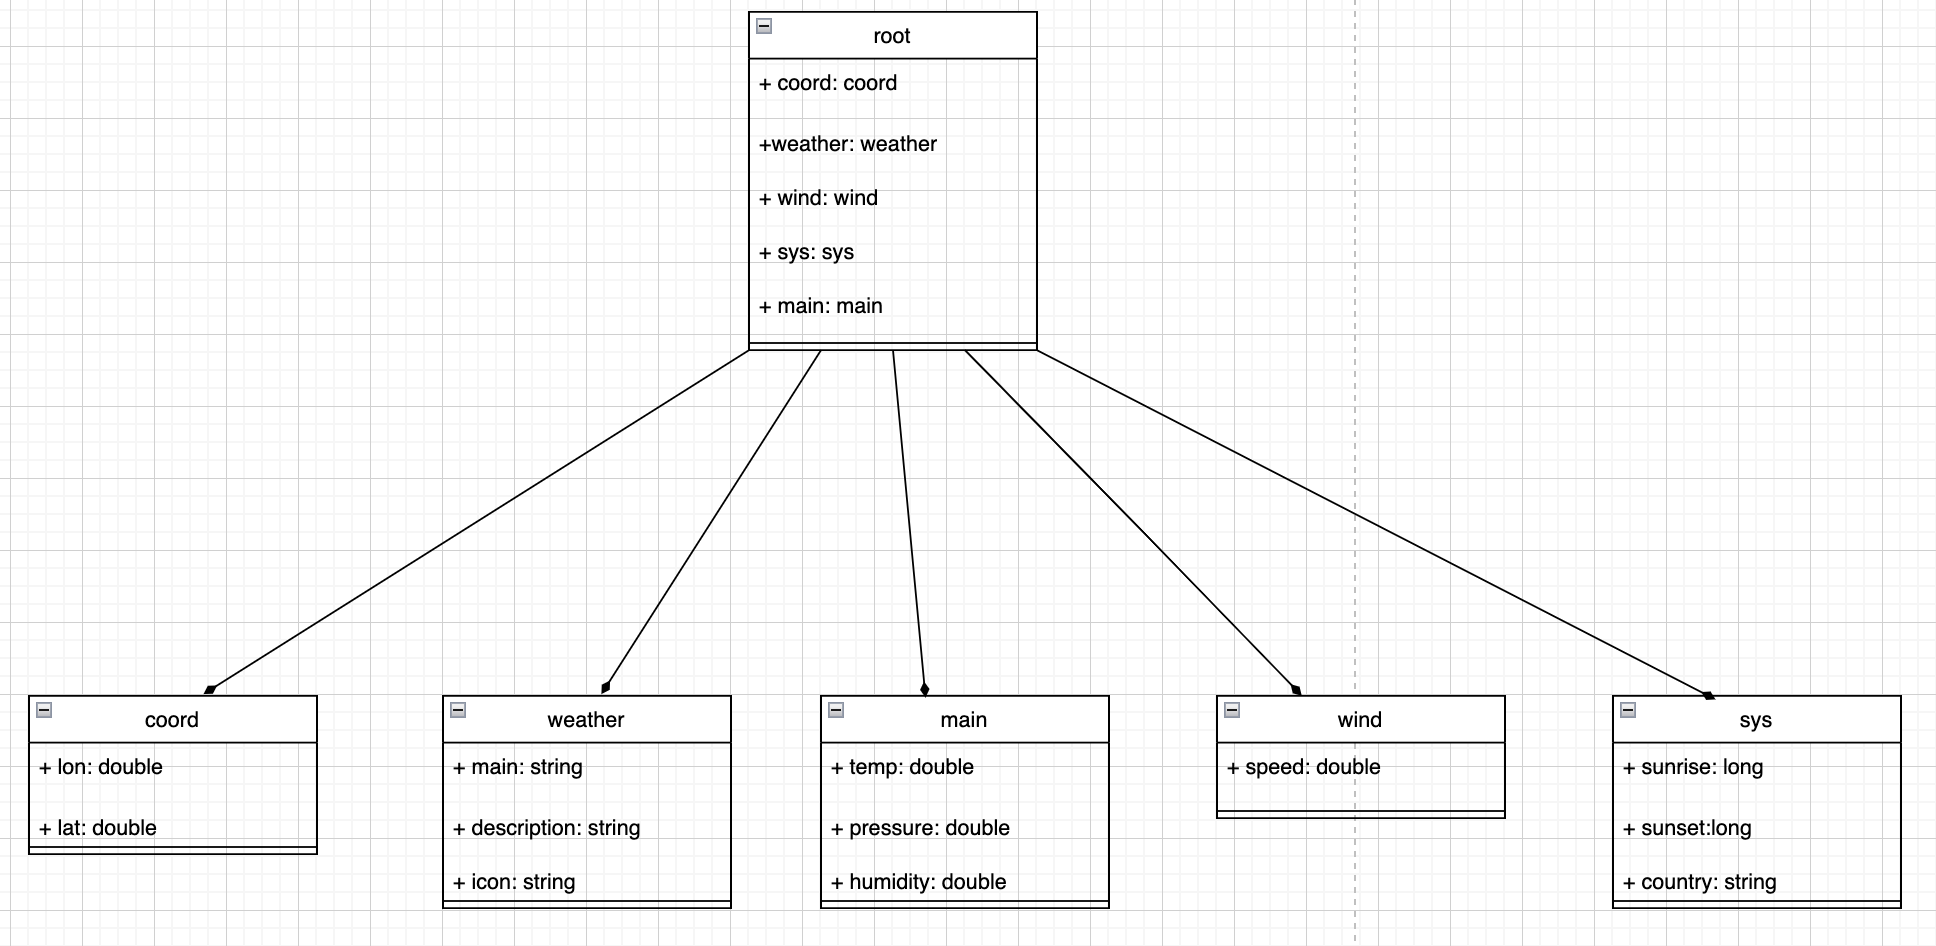 root
+ coord: coord
+weather: weather
+ wind: wind
+ sys: sys
+ main: main
coord
+ lon: double
+ lat: double
weather
+ main: string
+ description: string
+ icon: string
main
+ temp: double
+ pressure: double
+ humidity: double
wind
+ speed: double
sys
+ sunrise: long
+ sunset:long
+ country: string